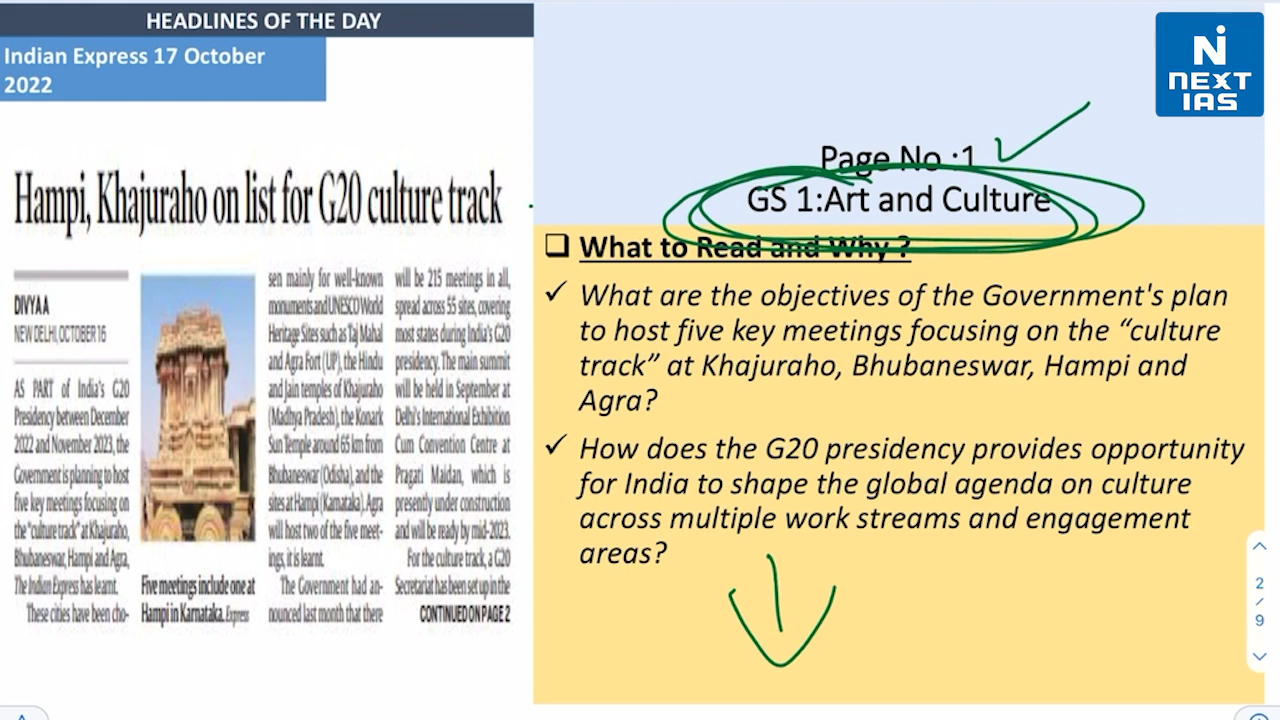 HEADLINES OF THE DAY
Indian Express 17 October
2022
Hampi, Khajuraho on list for G20 culture track
DIVYA A
NEW DELHI, OCTOBER 16
AS PART of India's G20
Presidency between December
2022 and November 2023, the
Government is planning to host
five key meetings focusing on
the "culture track" at Khajuraho,
Bhubaneswar, Hampi and Agra,
The Indian Express has learnt.
These cities have been cho-
Five meetings include one at
Hampi in Karnataka. Express
sen mainly for well-known
monuments and UNESCO World
Heritage Sites such as Taj Mahal
and Agra Fort (UP), the Hindu
and Jain temples of Khajuraho
(Madhya Pradesh), the Konark
Sun Temple around 65 km from
Bhubaneswar (Odisha), and the
sites at Hampi (Karnataka). Agra
will host two of the five meet-
ings, it is learnt.
The Government had an-
nounced last month that there
will be 215 meetings in all,
spread across 55 sites, covering
most states during India's G20
presidency. The main summit
will be held in September at
Delhi's International Exhibition
Cum Convention Centre at
Pragati Maidan, which is
presently under construction
and will be ready by mid-2023.
For the culture track, a G20
Secretariat has been set up in the
CONTINUED ON PAGE 2
NEXT
IAS
Page No :1
GS 1:Art and Culture
What to Read and Why ?
What are the objectives of the Government's plan
to host five key meetings focusing on the “culture
track” at Khajuraho, Bhubaneswar, Hampi and
Agra?
How does the G20 presidency provides opportunity
for India to shape the global agenda on culture
across multiple work streams and engagement
areas?
2
/
9